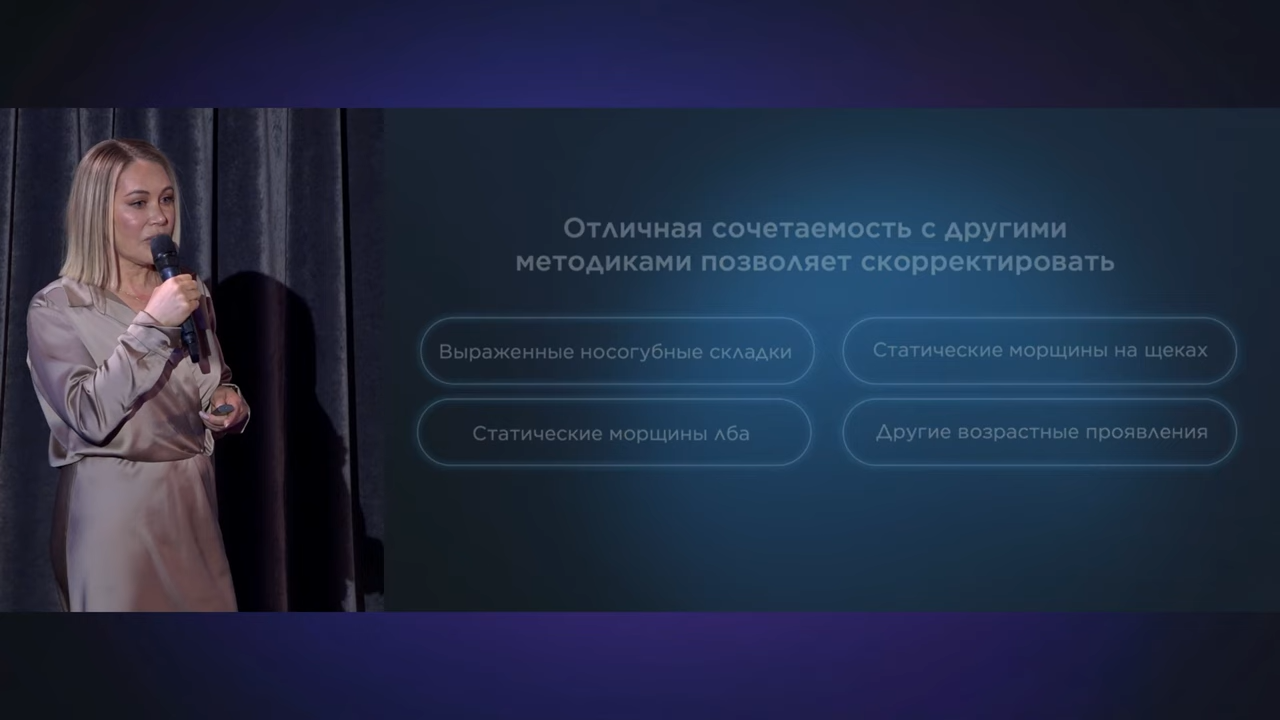 Отличная сочетаемость с другими
методиками позволяет скорректировать
Выраженные носогубные складки
Статические морщины на щеках
Статические морщины лба
Другие возрастные проявления